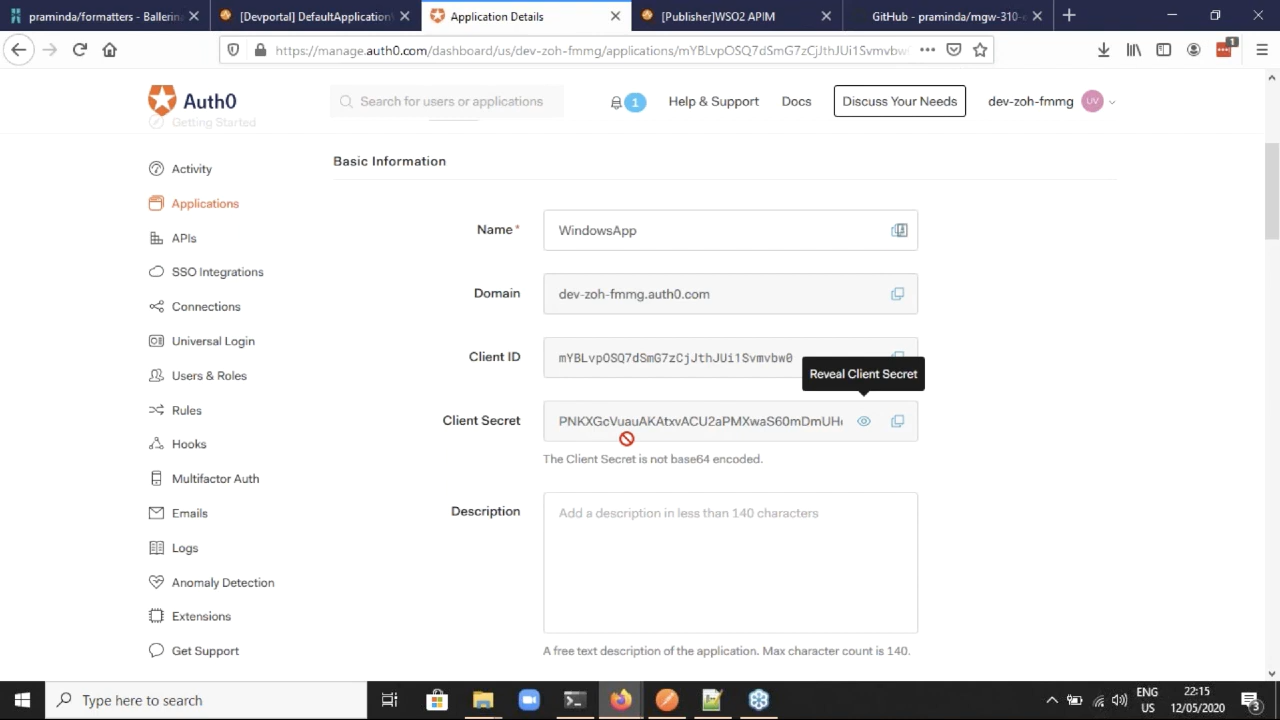 praminda/formatters - Ballerina
[Devportal] DefaultApplication
Application Details
[Publisher]WSO2 APIM
GitHub - praminda/mgw-310-e
https://manage.auth0.com/dashboard/us/dev-zoh-fmmg/applications/mYBLvpOSQ7dSmG7zCjJthJUi1Svmvbw
1
Auth0
Search for users or applications
1
Help & Support
Docs
Discuss Your Needs
dev-zoh-fmmg
UV
Getting Started
Basic Information
Activity
Applications
APIs
SSO Integrations
Connections
Universal Login
Users & Roles
Rules
Hooks
Multifactor Auth
Emails
Logs
Anomaly Detection
Extensions
Get Support
Name *
WindowsApp
Domain
dev-zoh-fmmg.auth0.com
Client ID
mYBLvpOSQ7dSmG7zCjJthJUi1Svmvbw0
Reveal Client Secret
Client Secret
PNKXGcVuauAKAtxvACU2aPMXwaS60mDmUH
The Client Secret is not base64 encoded.
Description
Add a description in less than 140 characters
A free text description of the application. Max character count is 140.
Type here to search
ENG
US
22:15
12/05/2020
3